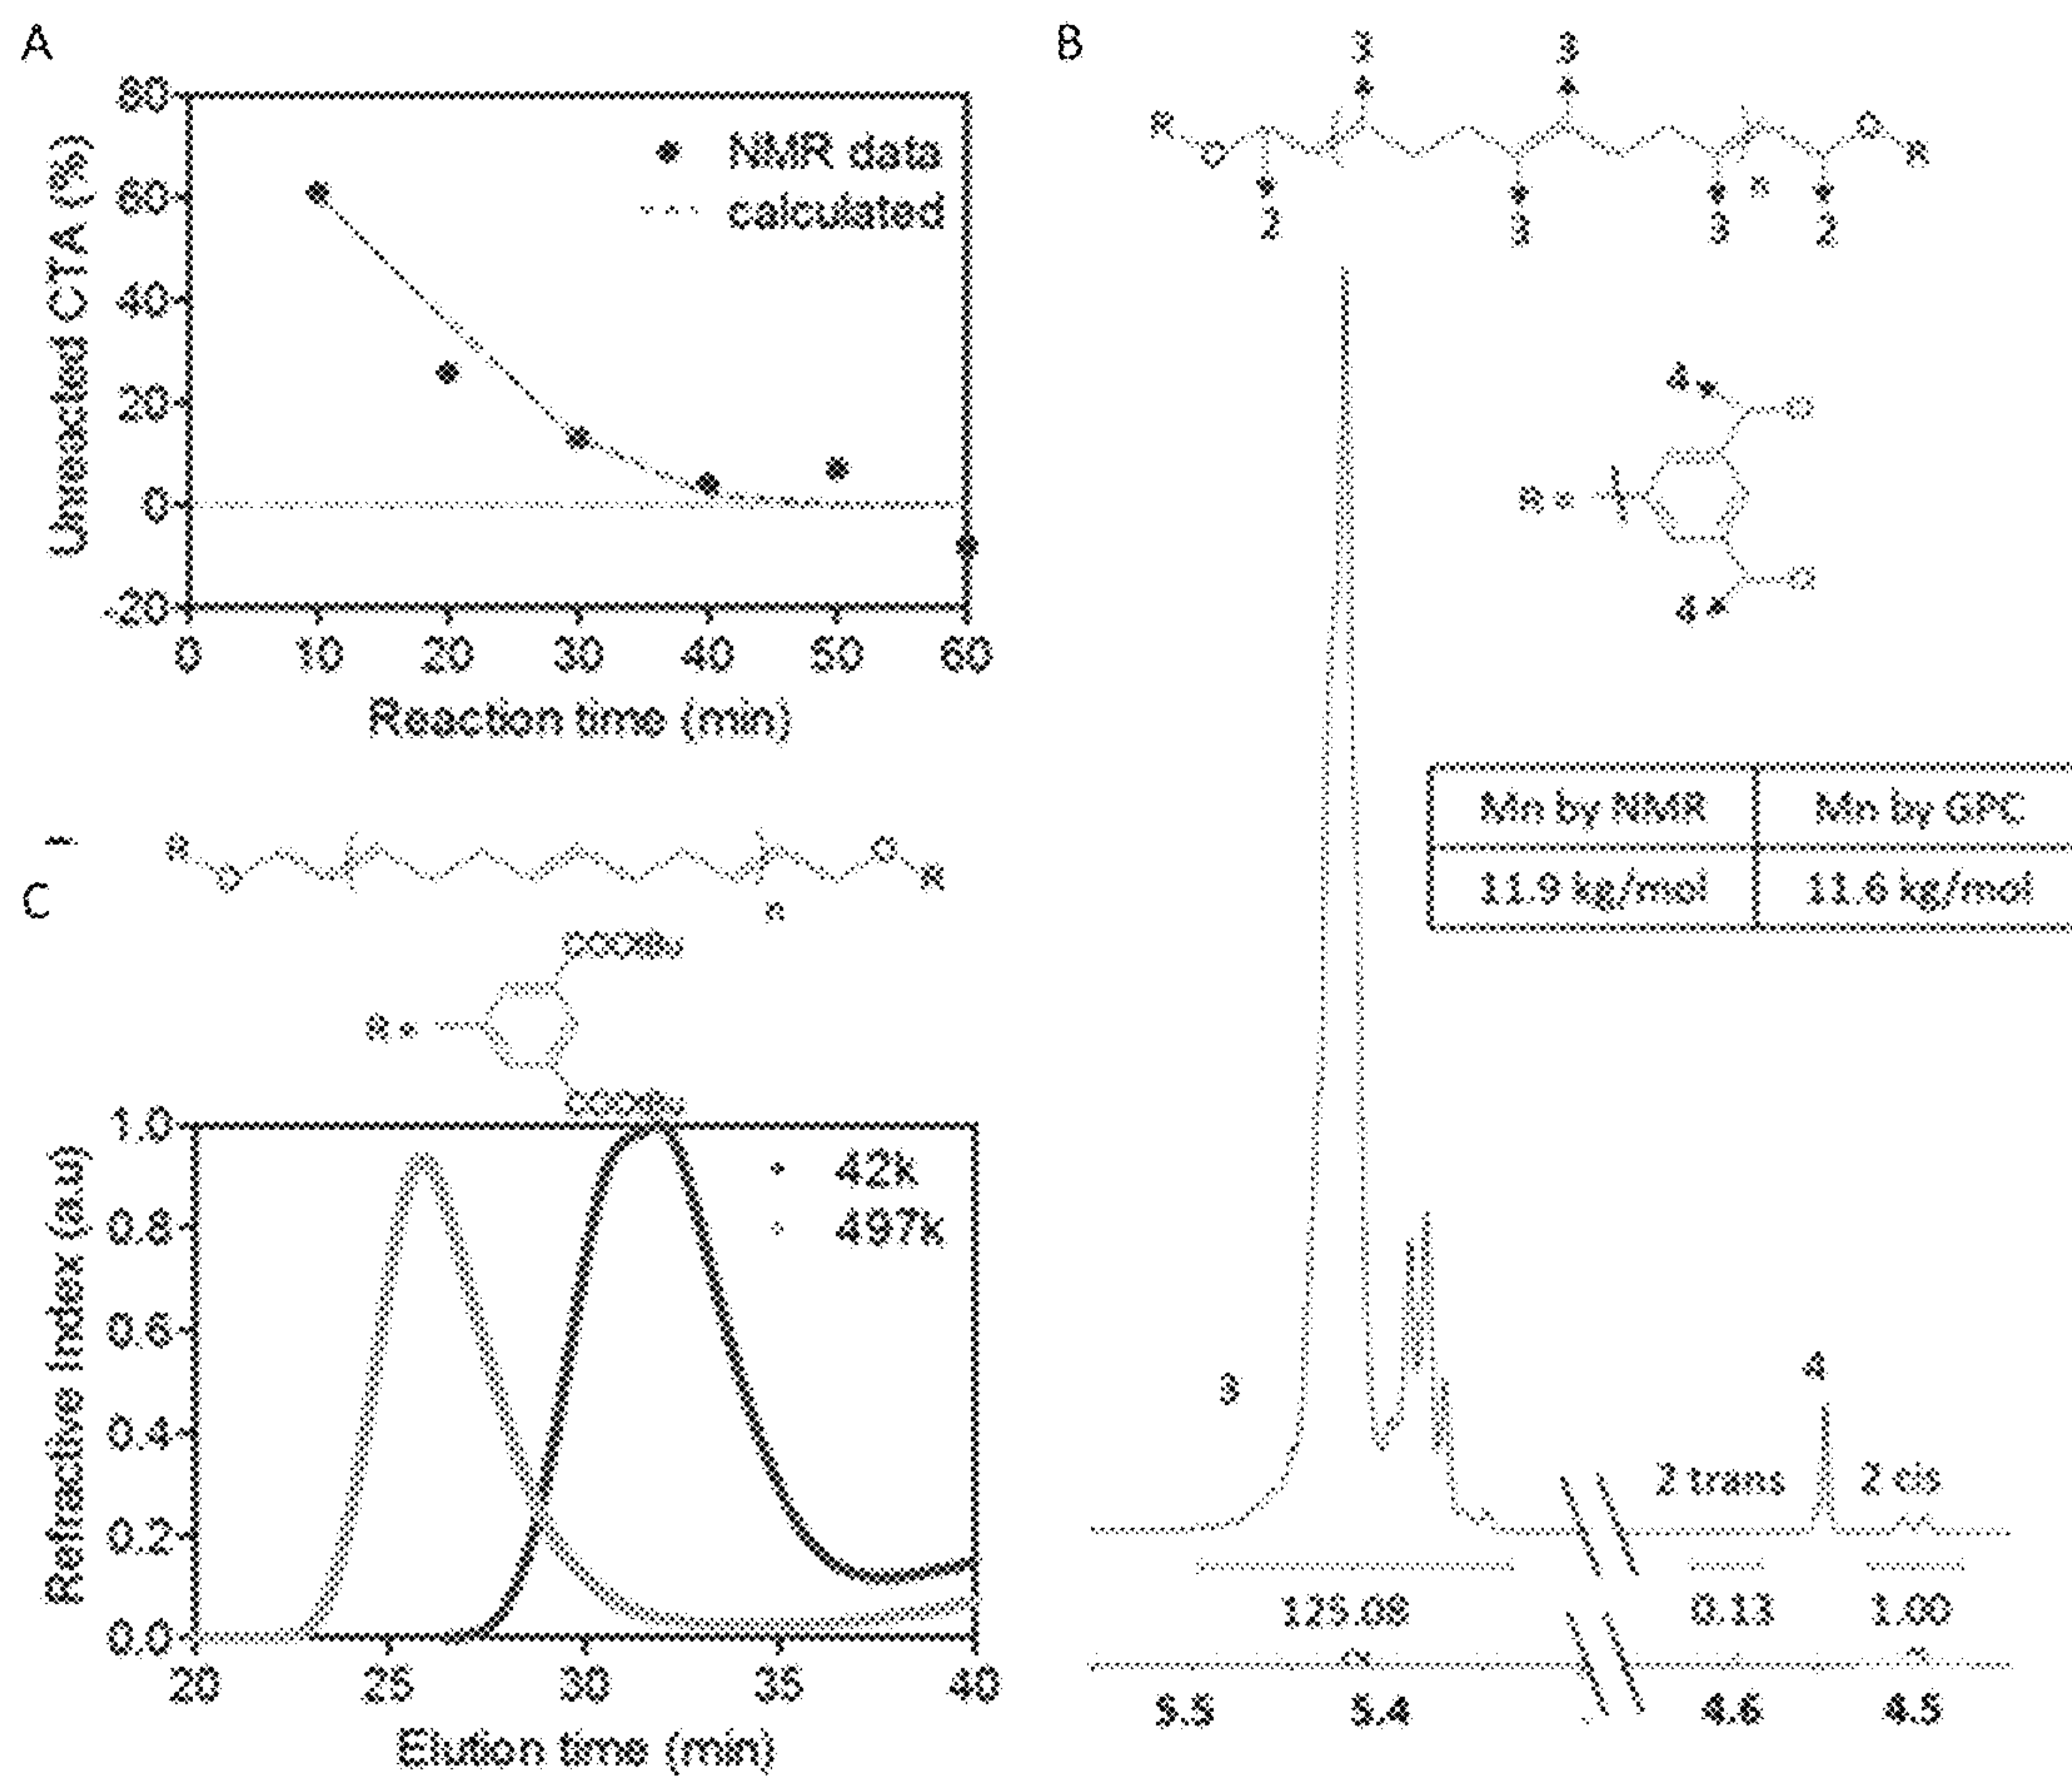 A
80
60
40
20
0
-20
Unreacted CTA (%)
NMR data
calculated
0 10 20 30 40 50 60
Reaction time (min)
B
3 3
R O O R
2 3 3 n 2
4 O
R =
4 O
Mn by NMR Mn by GPC
11.9 kg/mol 11.6 kg/mol
3
4
2 trans 2 cis
125.08 0.13 1.00
5.5 5.4 4.6 4.5
C
R O O R
n
COOtBu
R =
COOtBu
1.0
0.8
0.6
0.4
0.2
0.0
Refractive Index (a.u)
42k
497k
20 25 30 35 40
Elution time (min)